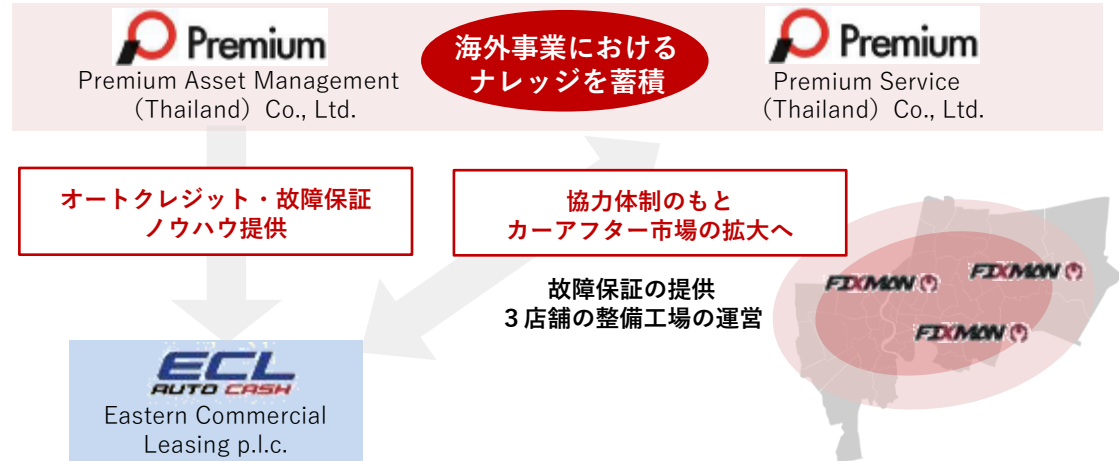 Premium
Premium Asset Management
（Thailand）Co., Ltd.
海外事業における
ナレッジを蓄積
Premium
Premium Service
（Thailand）Co., Ltd.
オートクレジット・故障保証
ノウハウ提供
協力体制のもと
カーアフター市場の拡大へ
故障保証の提供
３店舗の整備工場の運営
FIXMAN
FIXMAN
FIXMAN
ECL
AUTO CASH
Eastern Commercial
Leasing p.l.c.